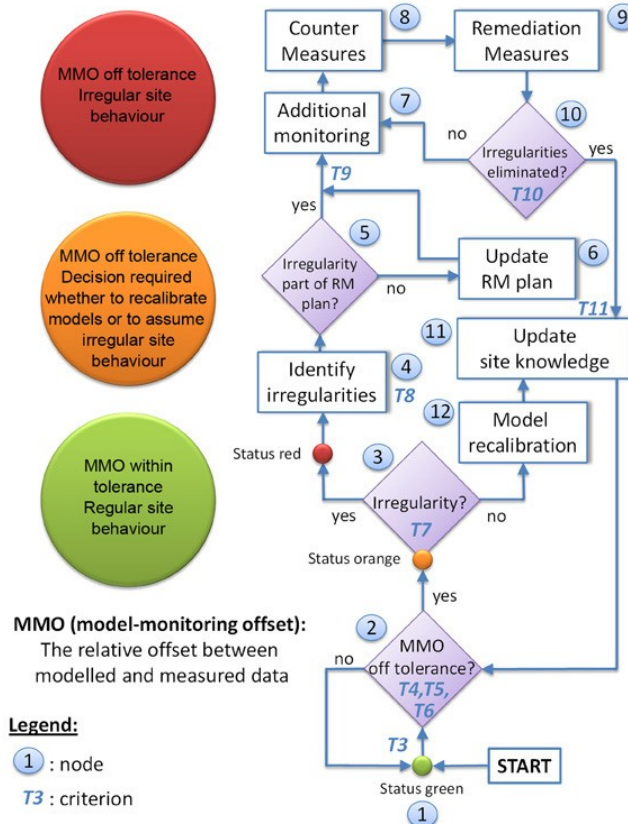 MMO off tolerance
Irregular site
behaviour
MMO off tolerance
Decision required
whether to recalibrate
models or to assume
irregular site
behaviour
MMO within
tolerance
Regular site
behaviour
MMO (model-monitoring offset):
The relative offset between
modelled and measured data
Legend:
1 : node
T3 : criterion
Counter
Measures
8
Remediation
Measures
9
Additional
monitoring
7
10
Irregularities
eliminated?
T10
no
yes
T9
yes
5
Irregularity
part of RM
plan?
no
Update
RM plan
6
T11
11
Update
site knowledge
Identify
irregularities
4
T8
12
Model
recalibration
Status red
3
Irregularity?
T7
yes
no
Status orange
yes
2
MMO
off tolerance?
T4,T5,
T6
no
T3
START
Status green
1